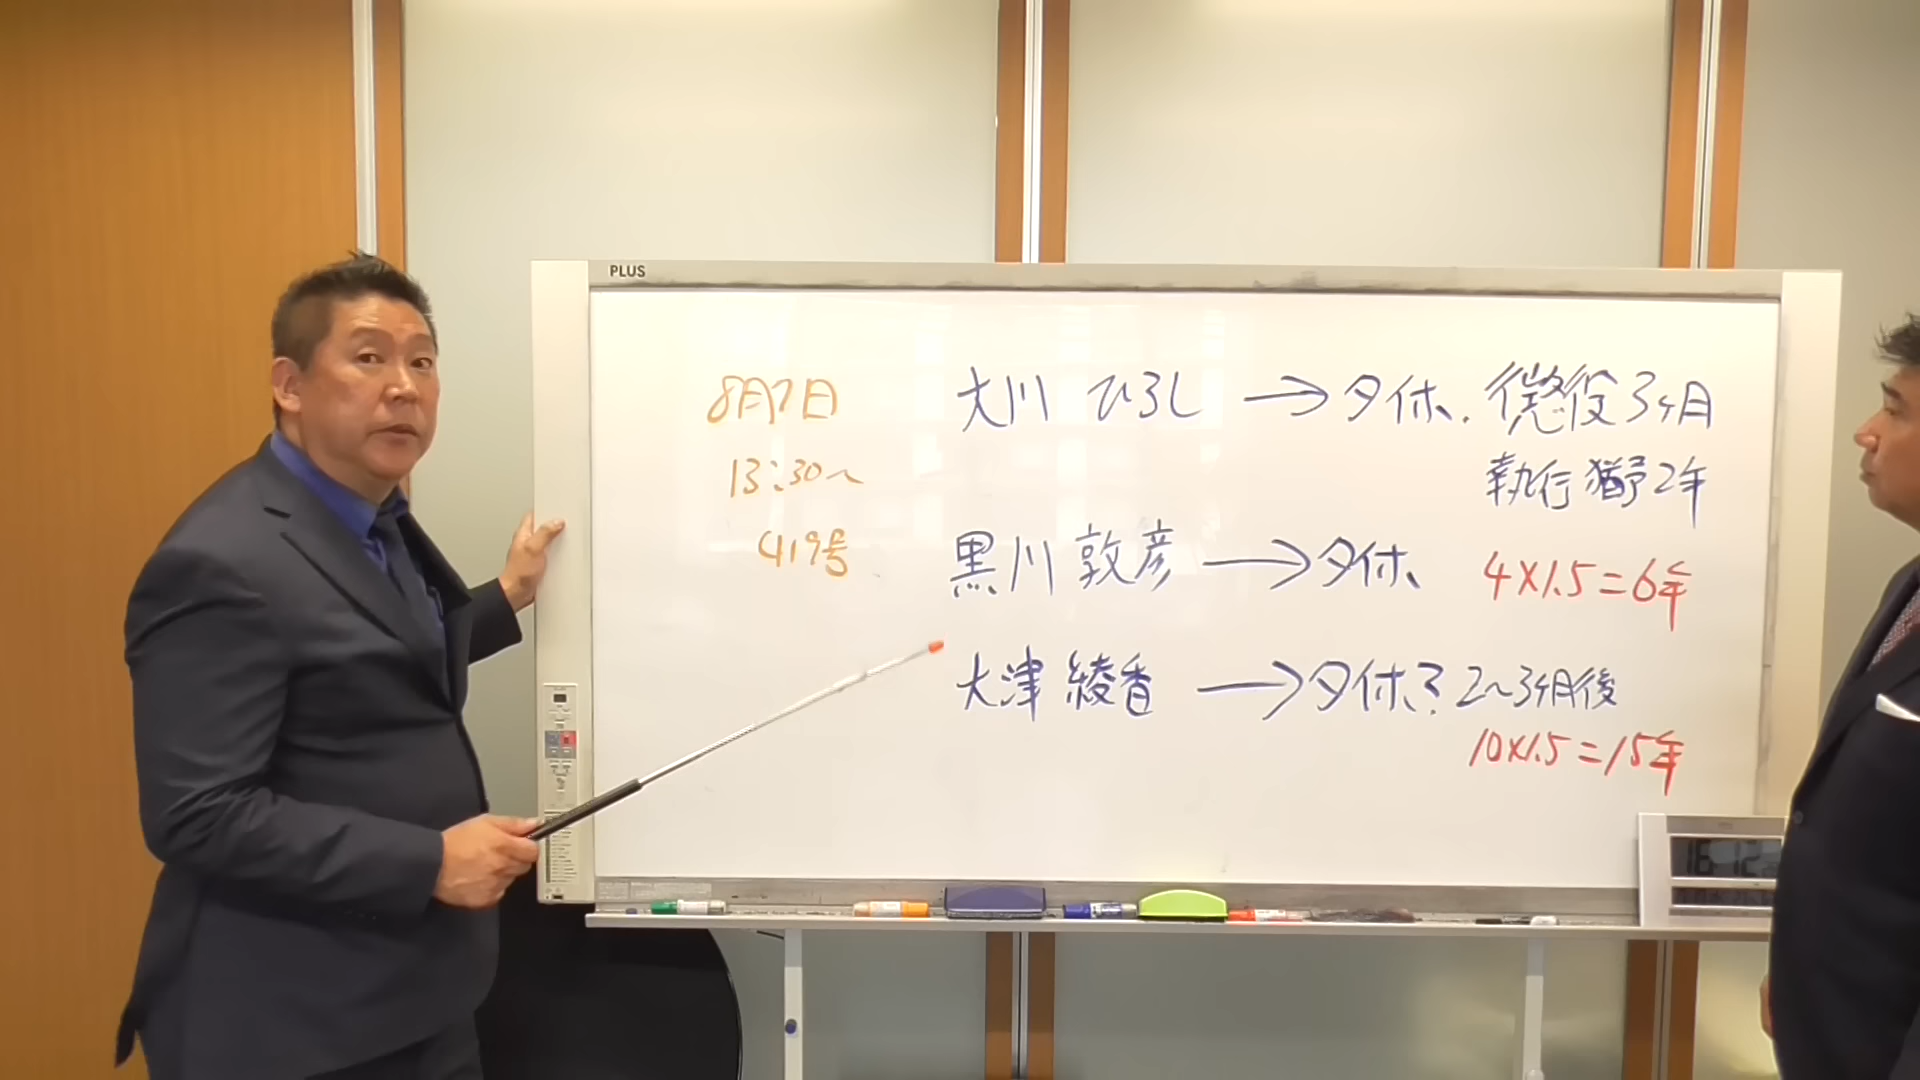 PLUS
8月7日
13:30〜
419号
大川 ひろし → タイホ. 懲役3ヶ月
執行猶予2年
黒川 敦彦 → タイホ
4×1.5=6年
大津 綾香 → タイホ? 2〜3ヶ月後
10×1.5=15年
16 12